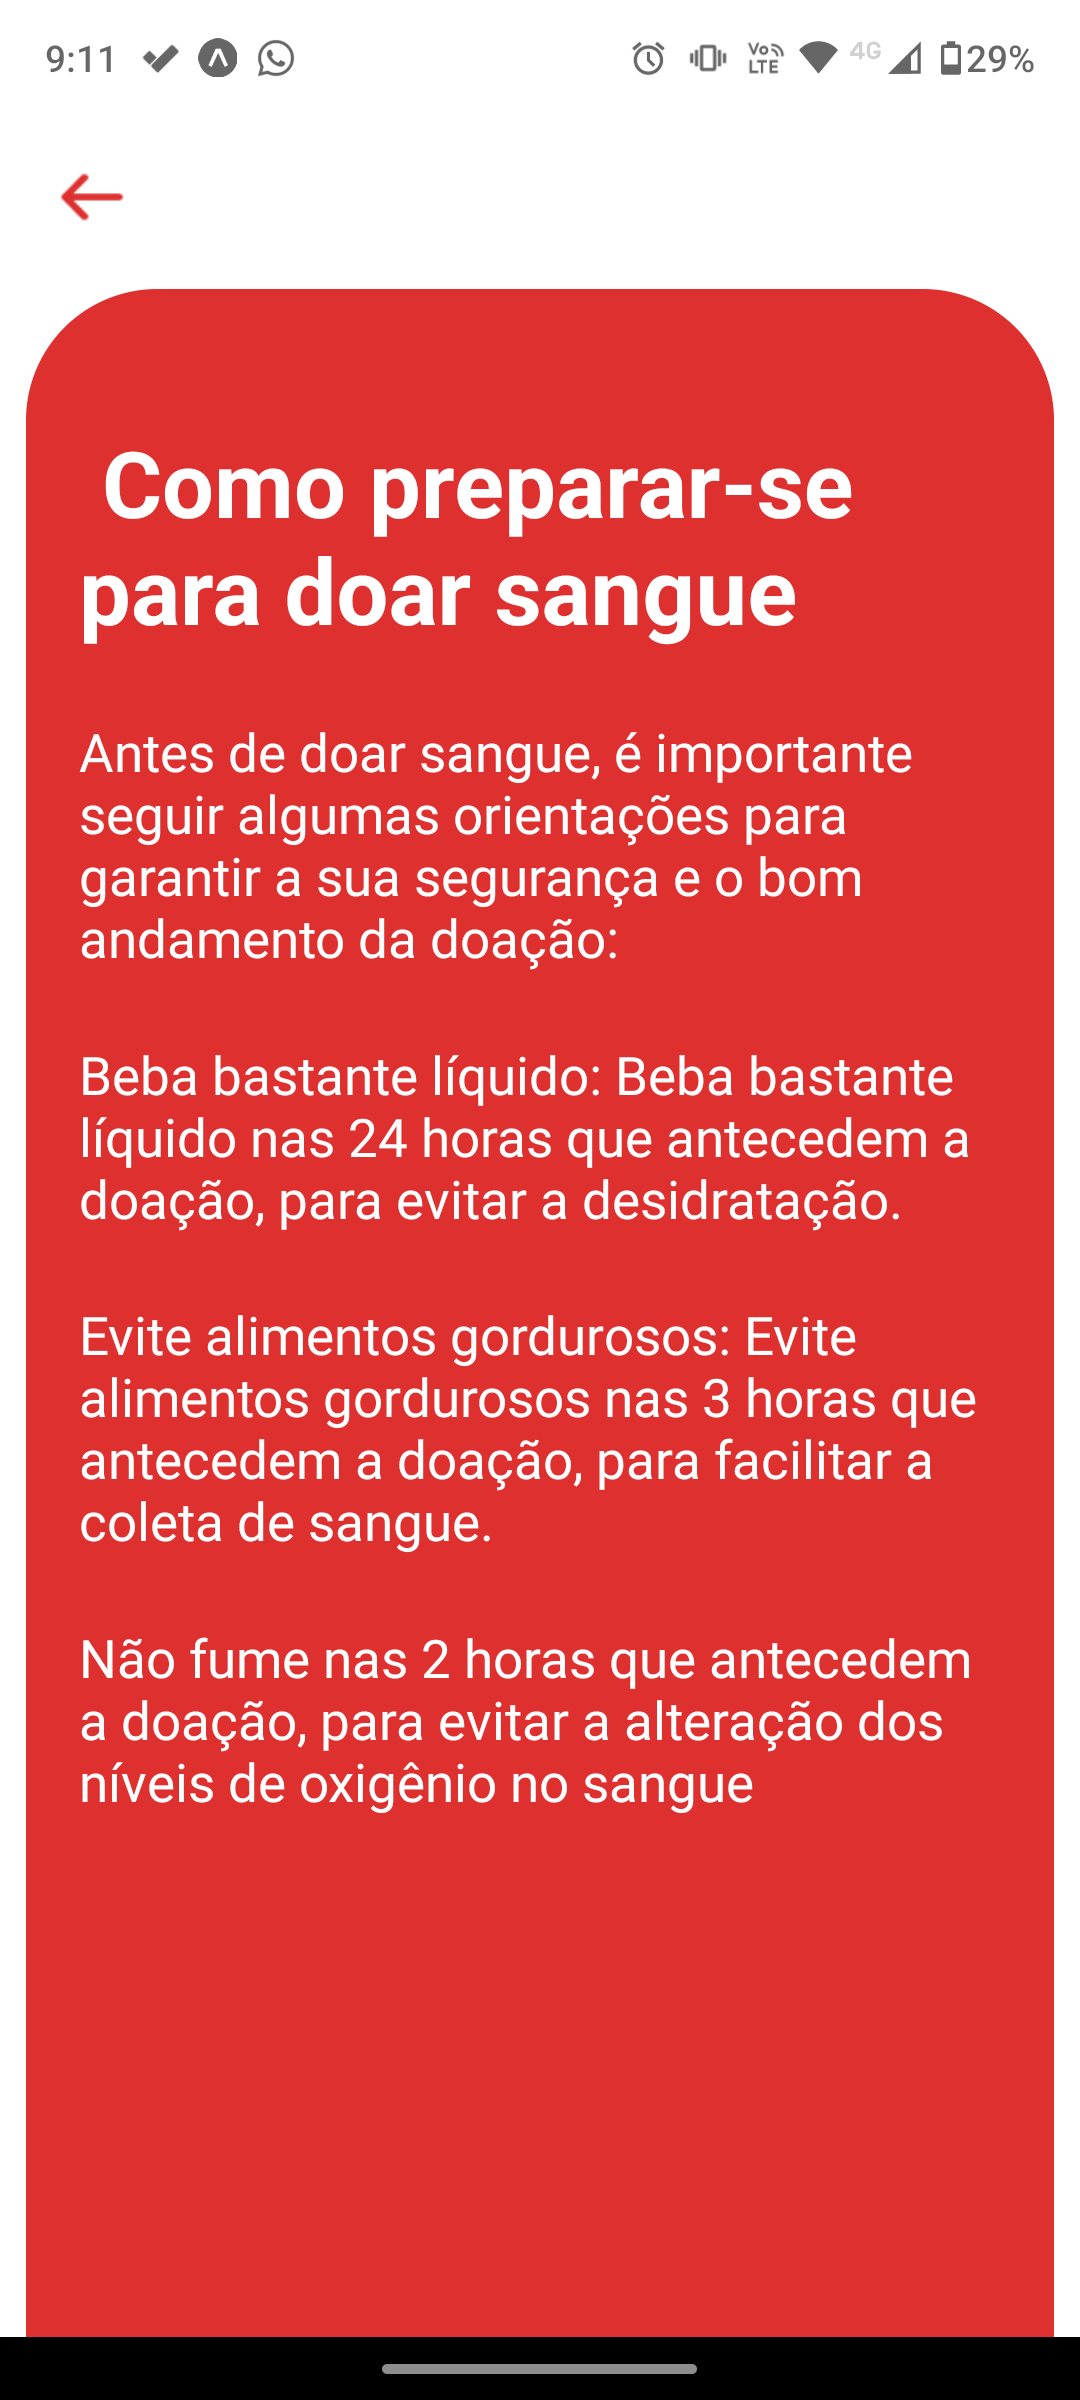 9:11
Vo LTE
4G
29%
Como preparar-se
para doar sangue
Antes de doar sangue, é importante
seguir algumas orientações para
garantir a sua segurança e o bom
andamento da doação:
Beba bastante líquido: Beba bastante
líquido nas 24 horas que antecedem a
doação, para evitar a desidratação.
Evite alimentos gordurosos: Evite
alimentos gordurosos nas 3 horas que
antecedem a doação, para facilitar a
coleta de sangue.
Não fume nas 2 horas que antecedem
a doação, para evitar a alteração dos
níveis de oxigênio no sangue